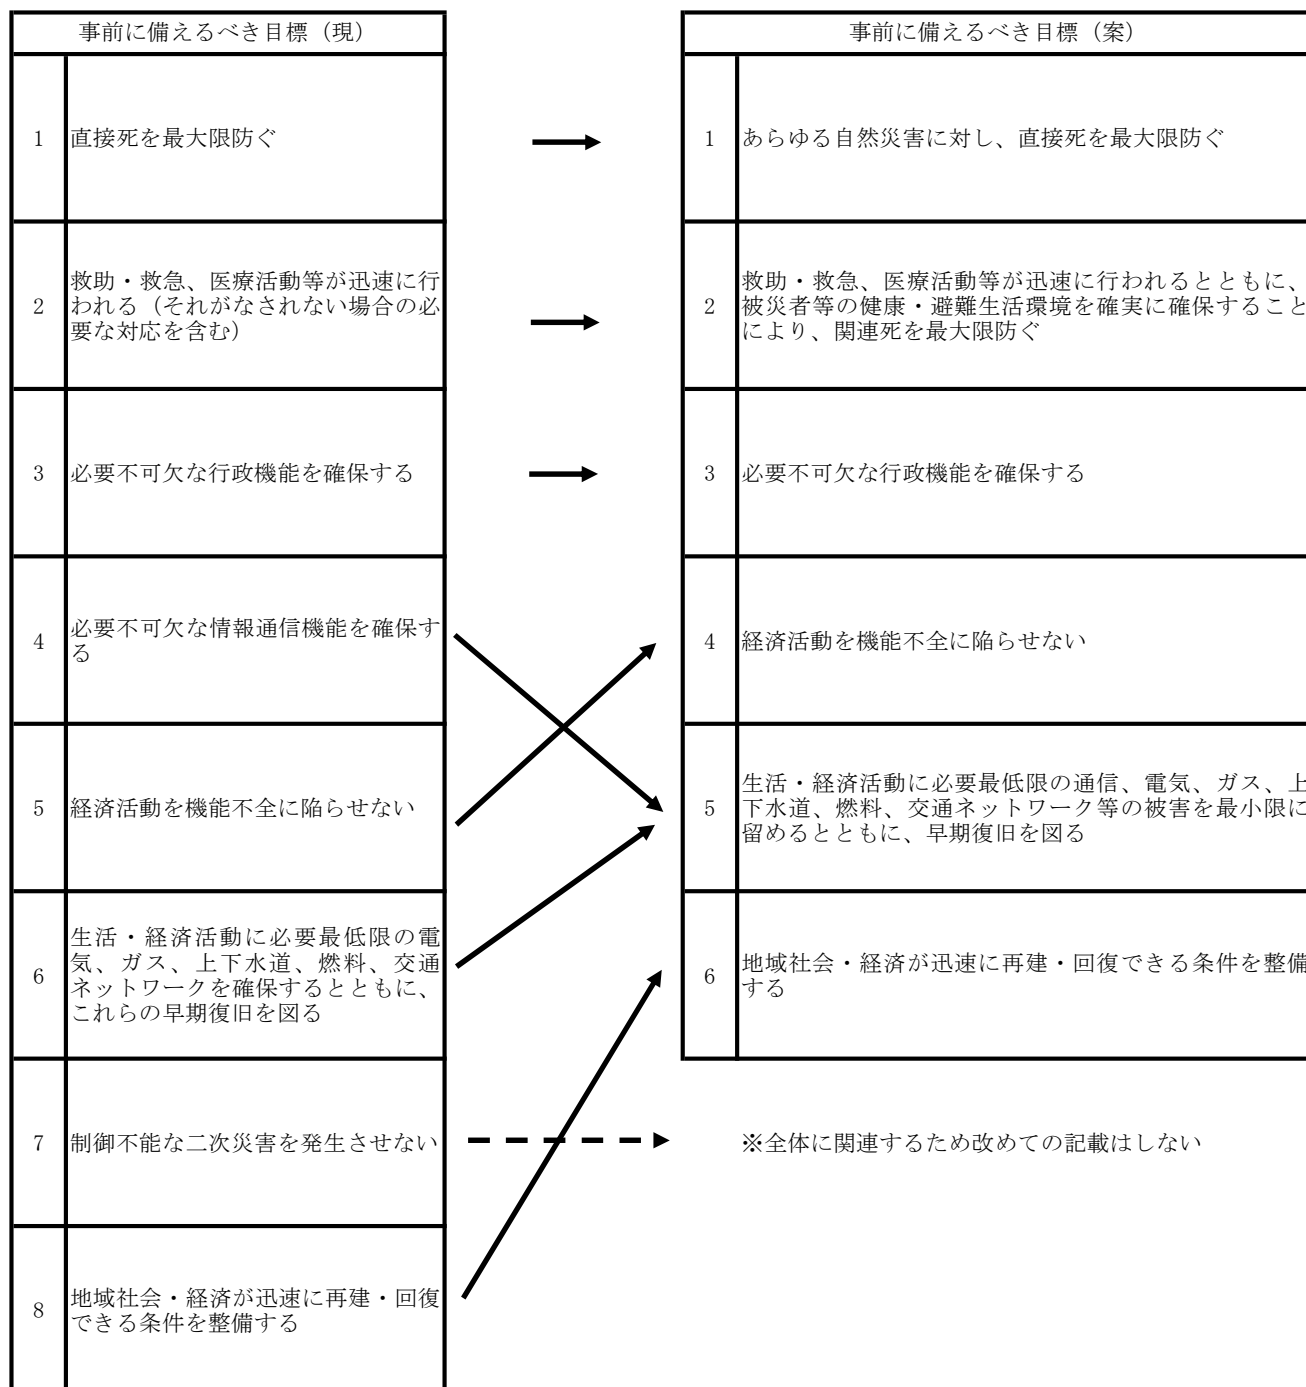 事前に備えるべき目標（現）
1
直接死を最大限防ぐ
2
救助・救急、医療活動等が迅速に行
われる（それがなされない場合の必
要な対応を含む）
3
必要不可欠な行政機能を確保する
4
必要不可欠な情報通信機能を確保す
る
5
経済活動を機能不全に陥らせない
6
生活・経済活動に必要最低限の電
気、ガス、上下水道、燃料、交通
ネットワークを確保するとともに、
これらの早期復旧を図る
7
制御不能な二次災害を発生させない
8
地域社会・経済が迅速に再建・回復
できる条件を整備する
事前に備えるべき目標（案）
1
あらゆる自然災害に対し、直接死を最大限防ぐ
2
救助・救急、医療活動等が迅速に行われるとともに、
被災者等の健康・避難生活環境を確実に確保すること
により、関連死を最大限防ぐ
3
必要不可欠な行政機能を確保する
4
経済活動を機能不全に陥らせない
5
生活・経済活動に必要最低限の通信、電気、ガス、上
下水道、燃料、交通ネットワーク等の被害を最小限に
留めるとともに、早期復旧を図る
6
地域社会・経済が迅速に再建・回復できる条件を整備
する
※全体に関連するため改めての記載はしない